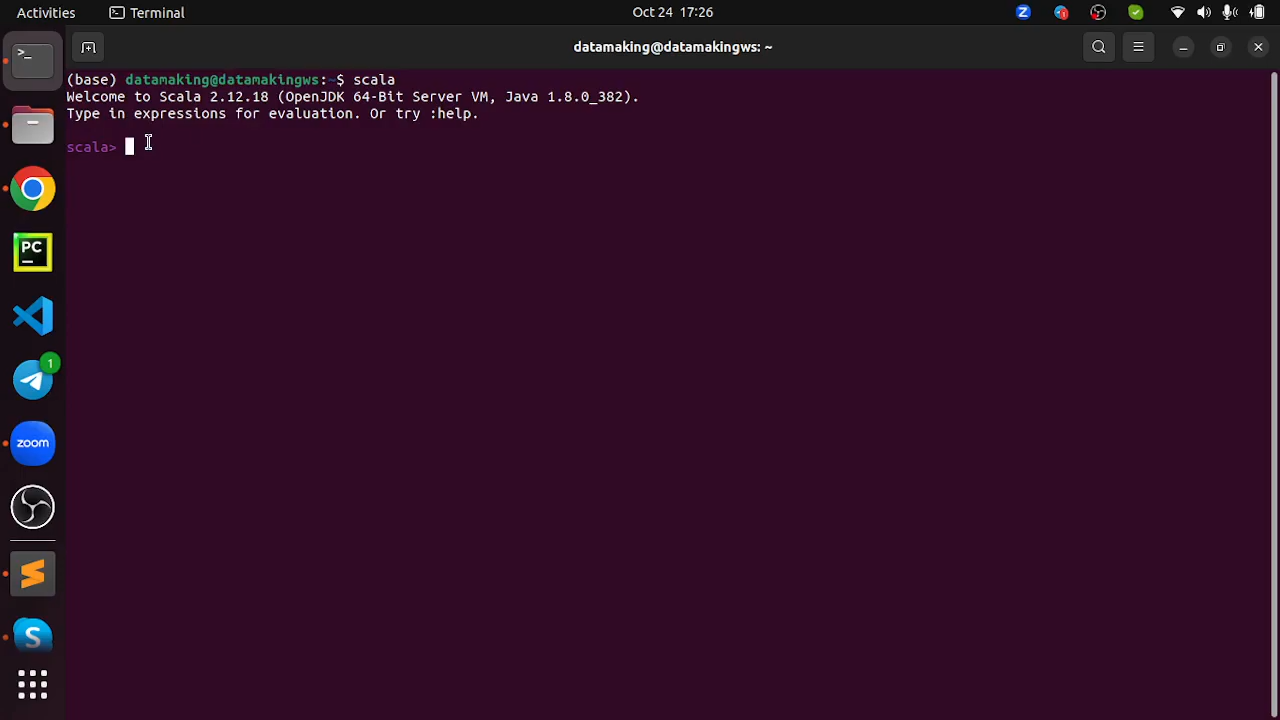 Activities
Terminal
Oct 24 17:26
datamaking@datamakingws: ~
(base) datamaking@datamakingws:~$ scala
Welcome to Scala 2.12.18 (OpenJDK 64-Bit Server VM, Java 1.8.0_382).
Type in expressions for evaluation. Or try :help.
scala>
PC
1
zoom